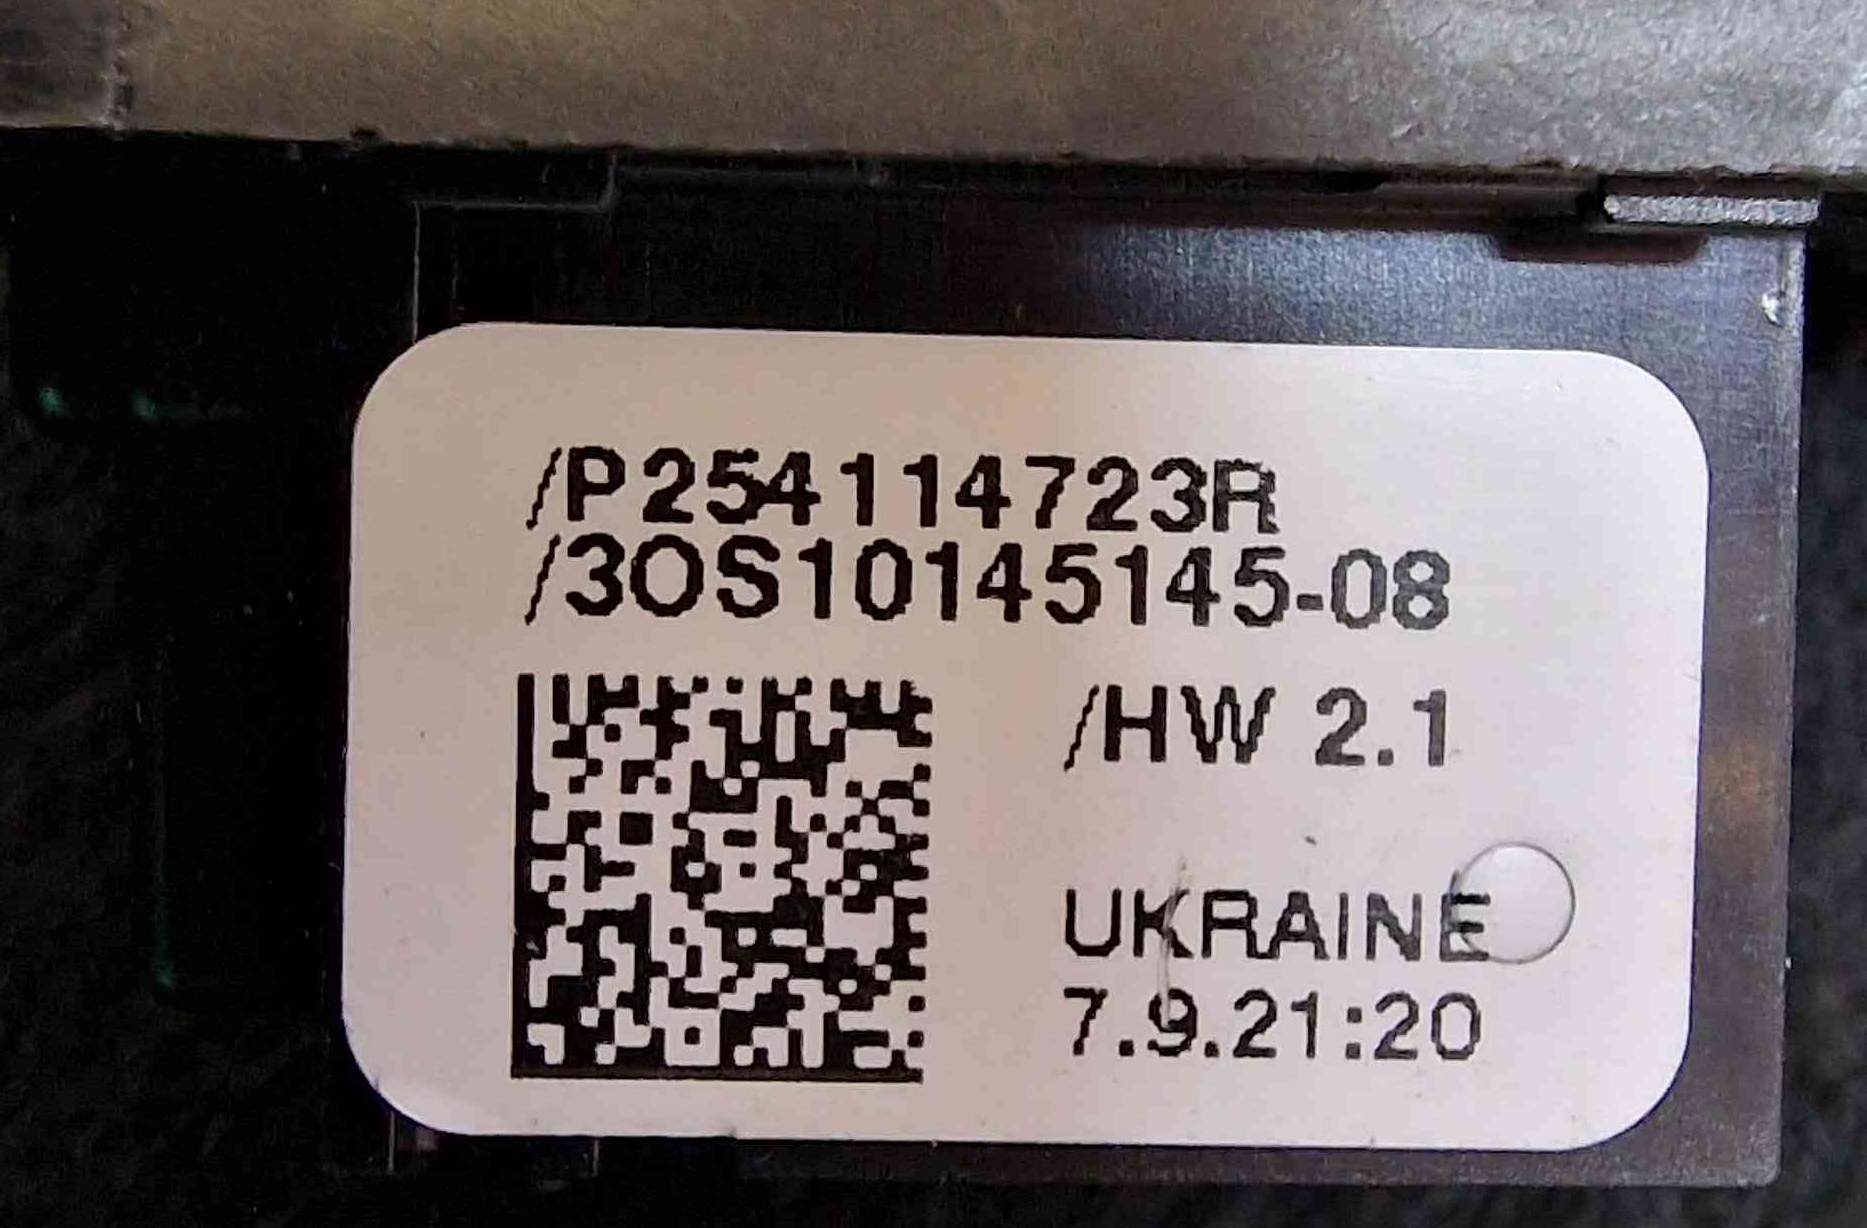 /P254114723R
/3OS10145145-08
/HW 2.1
UKRAINE
7.9.21:20